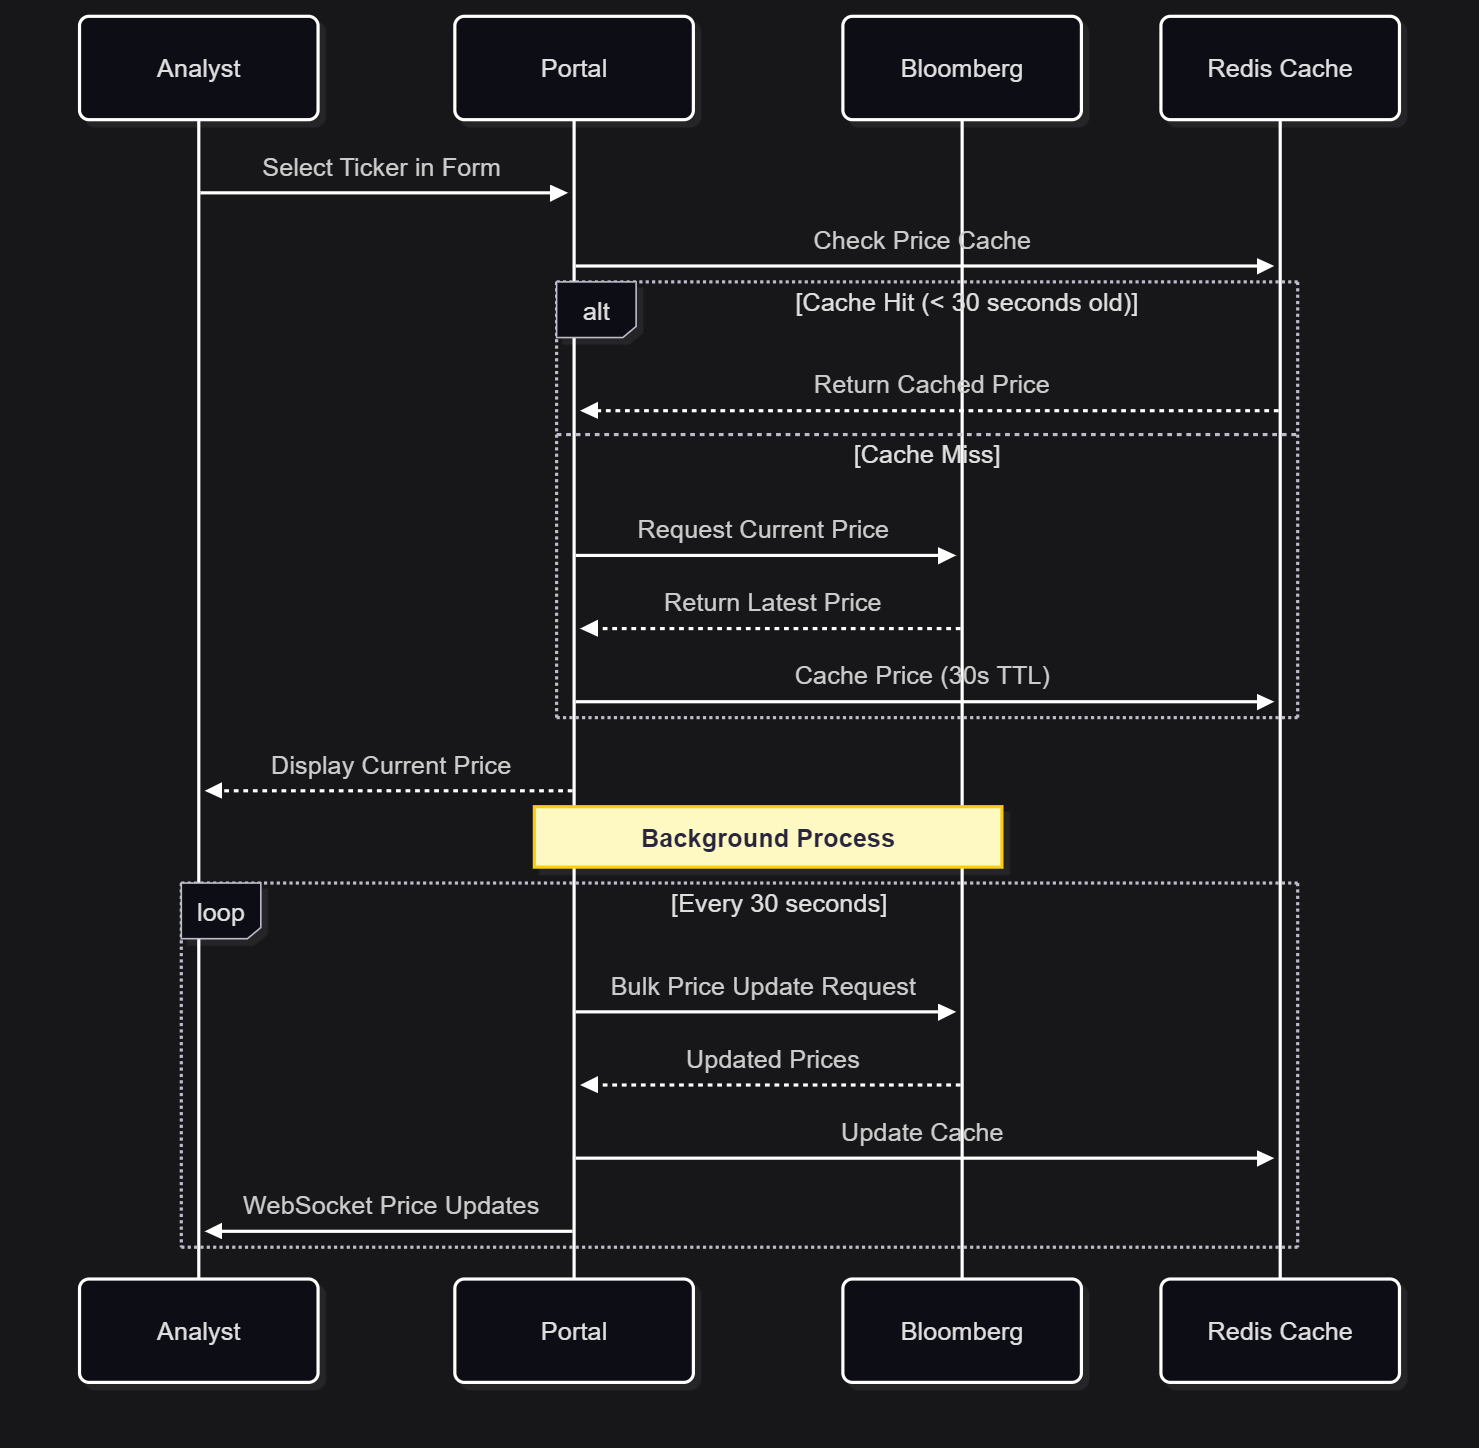 Analyst
Portal
Bloomberg
Redis Cache
Select Ticker in Form
Check Price Cache
alt
[Cache Hit (< 30 seconds old)]
Return Cached Price
[Cache Miss]
Request Current Price
Return Latest Price
Cache Price (30s TTL)
Display Current Price
Background Process
loop
[Every 30 seconds]
Bulk Price Update Request
Updated Prices
Update Cache
WebSocket Price Updates
Analyst
Portal
Bloomberg
Redis Cache